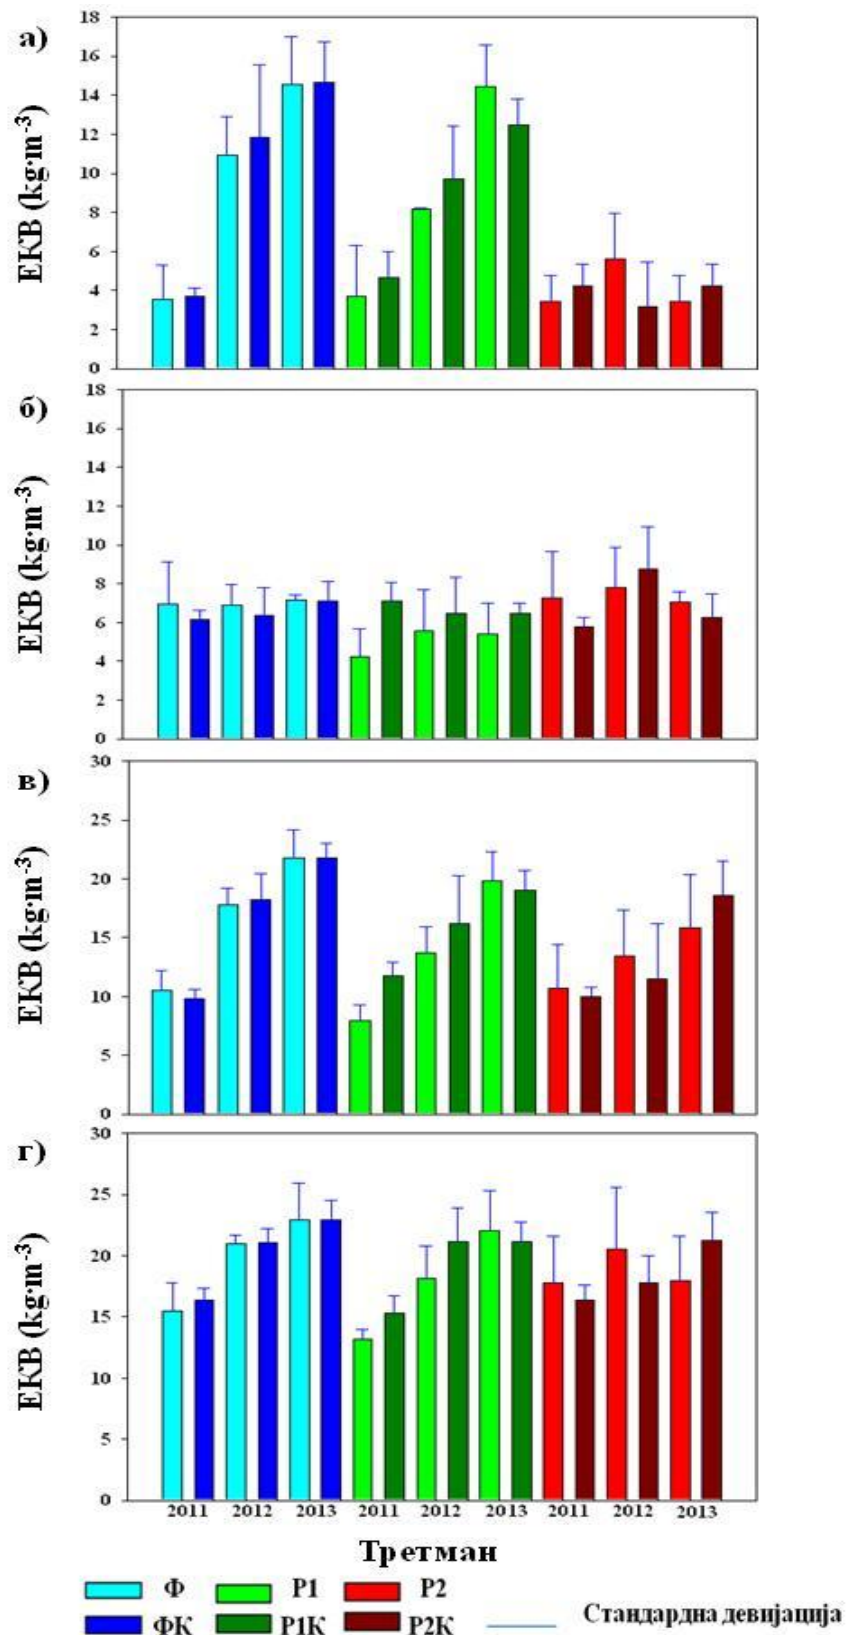 а)
ЕКВ (kg·m⁻³)
18
16
14
12
10
8
6
4
2
0
б)
ЕКВ (kg·m⁻³)
18
16
14
12
10
8
6
4
2
0
в)
ЕКВ (kg·m⁻³)
30
25
20
15
10
5
0
г)
ЕКВ (kg·m⁻³)
30
25
20
15
10
5
0
2011 2012 2013 2011 2012 2013 2011 2012 2013
Третман
Ф Р1 Р2
ФК Р1К Р2К Стандардна девијација